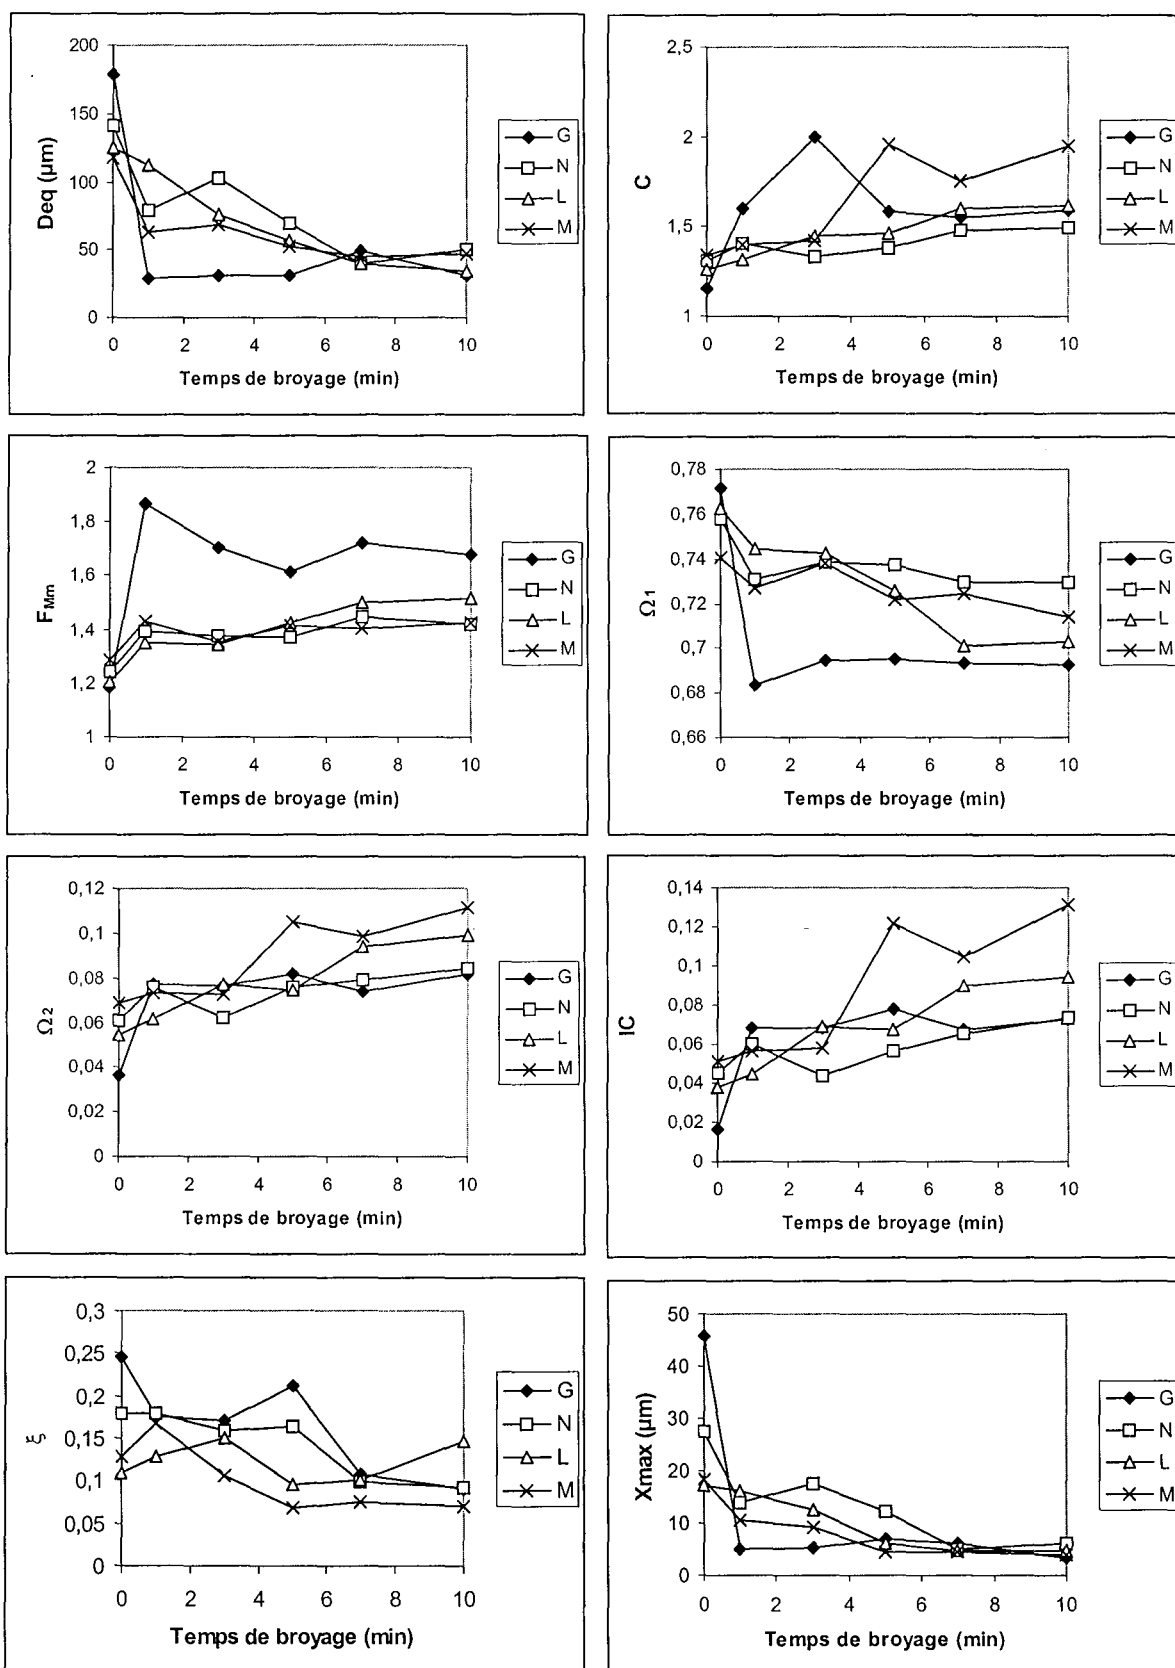 200
150
100
50
0
0 2 4 6 8 10
Deq (µm)
Temps de broyage (min)
G
N
L
M
2,5
2
1,5
1
0 2 4 6 8 10
C
Temps de broyage (min)
G
N
L
M
2
1,8
1,6
1,4
1,2
1
0 2 4 6 8 10
FMm
Temps de broyage (min)
G
N
L
M
0,78
0,76
0,74
0,72
0,7
0,68
0,66
0 2 4 6 8 10
Ω1
Temps de broyage (min)
G
N
L
M
0,12
0,1
0,08
0,06
0,04
0,02
0
0 2 4 6 8 10
Ω2
Temps de broyage (min)
G
N
L
M
0,14
0,12
0,1
0,08
0,06
0,04
0,02
0
0 2 4 6 8 10
IC
Temps de broyage (min)
G
N
L
M
0,3
0,25
0,2
0,15
0,1
0,05
0
0 2 4 6 8 10
ξ
Temps de broyage (min)
G
N
L
M
50
40
30
20
10
0
0 2 4 6 8 10
Xmax (µm)
Temps de broyage (min)
G
N
L
M